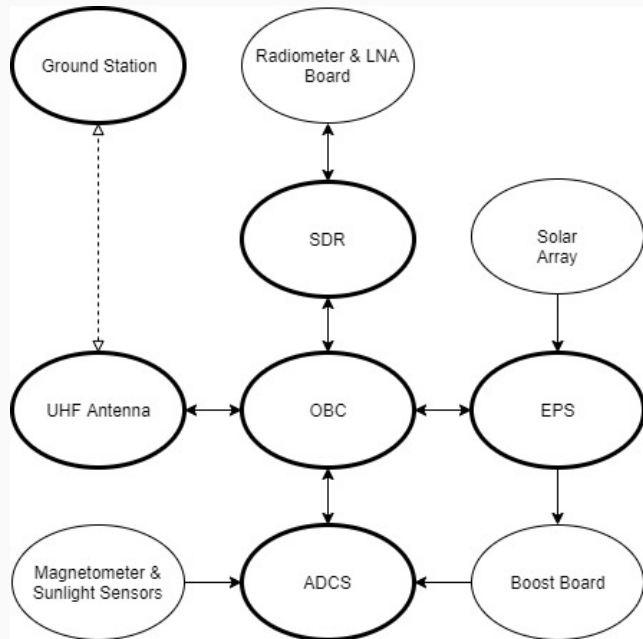 Ground Station
Radiometer & LNA
Board
SDR
Solar
Array
UHF Antenna
OBC
EPS
Magnetometer &
Sunlight Sensors
ADCS
Boost Board